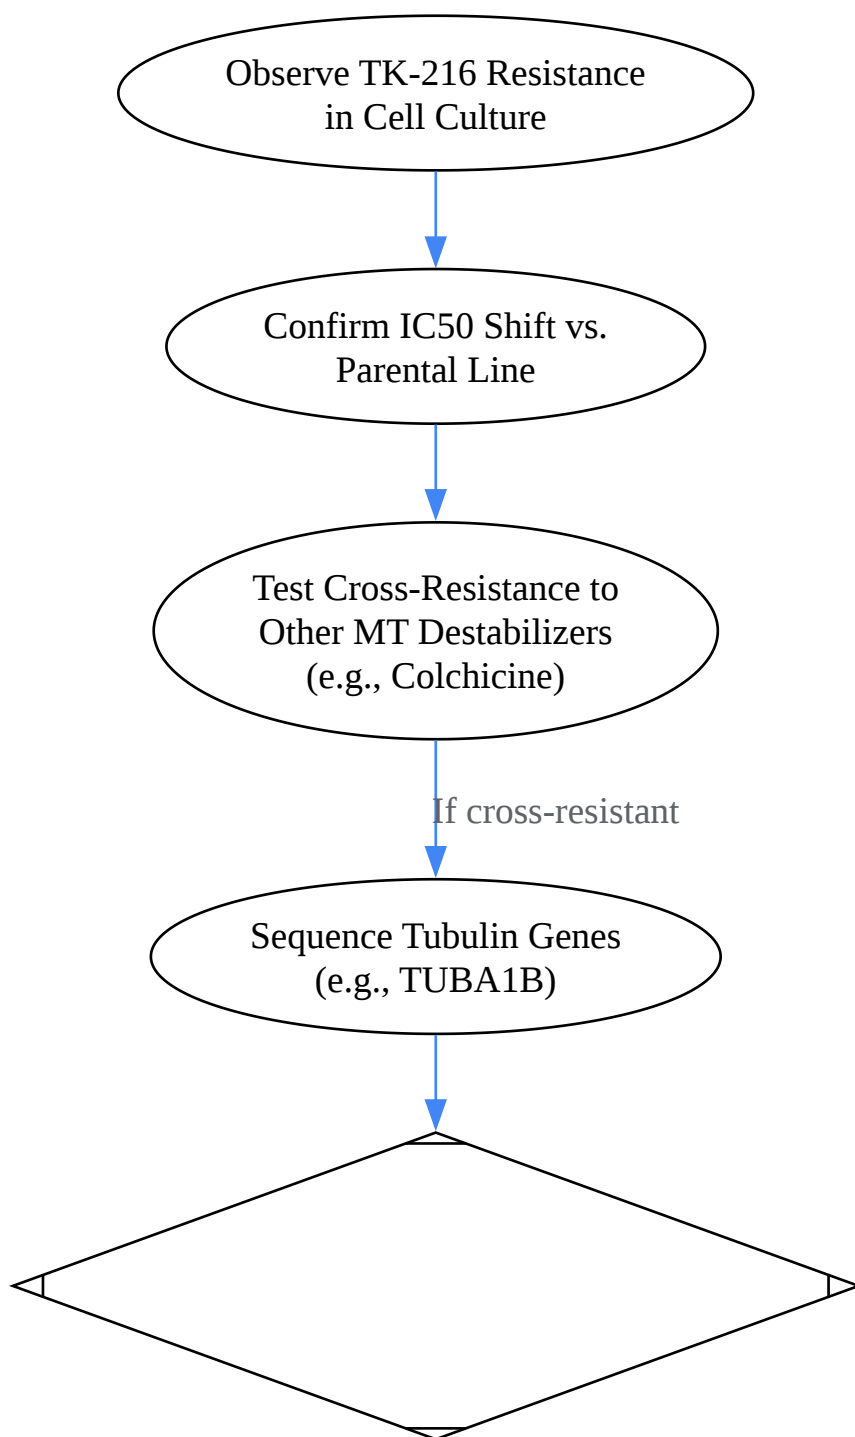 Observe TK-216 Resistance
in Cell Culture
Confirm IC50 Shift vs.
Parental Line
Test Cross-Resistance to
Other MT Destabilizers
(e.g., Colchicine)
If cross-resistant
Sequence Tubulin Genes
(e.g., TUBA1B)